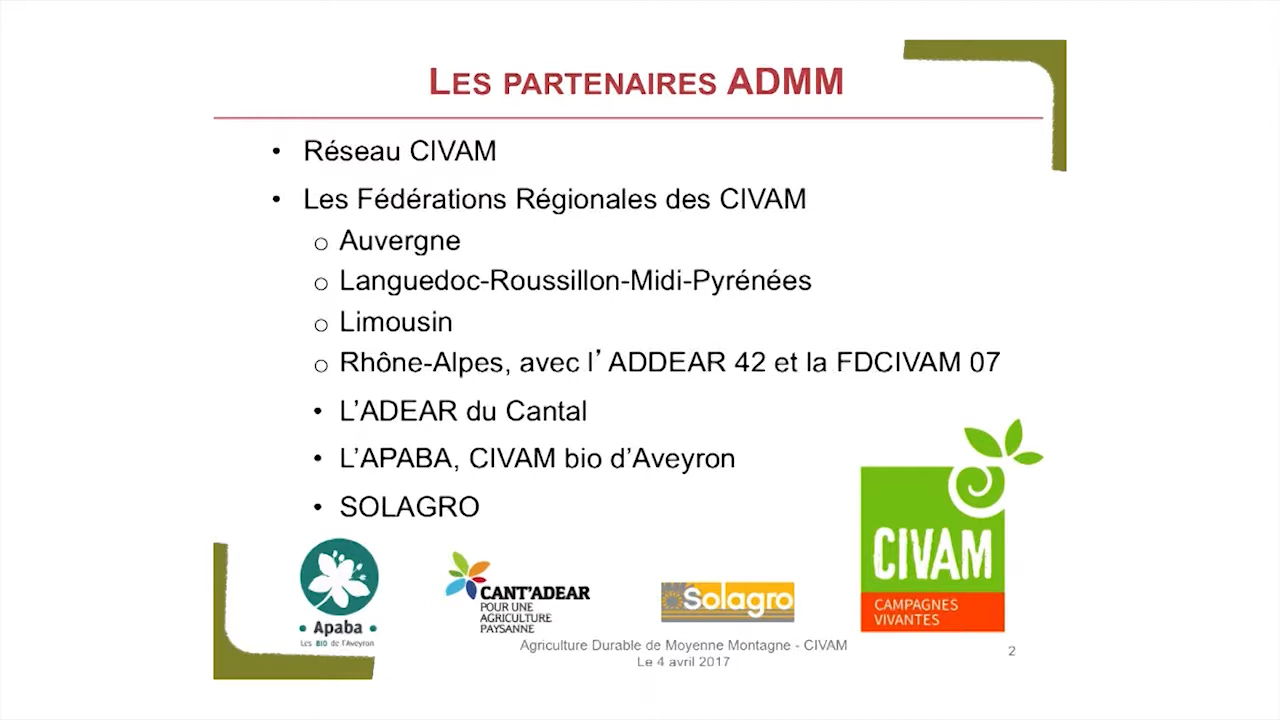 LES PARTENAIRES ADMM
• Réseau CIVAM
• Les Fédérations Régionales des CIVAM
o Auvergne
o Languedoc-Roussillon-Midi-Pyrénées
o Limousin
o Rhône-Alpes, avec l’ADDEAR 42 et la FDCIVAM 07
• L’ADEAR du Cantal
• L’APABA, CIVAM bio d’Aveyron
• SOLAGRO
• Apaba •
Les BIO de l'Aveyron
CANT'ADEAR
POUR UNE
AGRICULTURE
PAYSANNE
Solagro
CIVAM
CAMPAGNES
VIVANTES
Agriculture Durable de Moyenne Montagne - CIVAM
Le 4 avril 2017
2